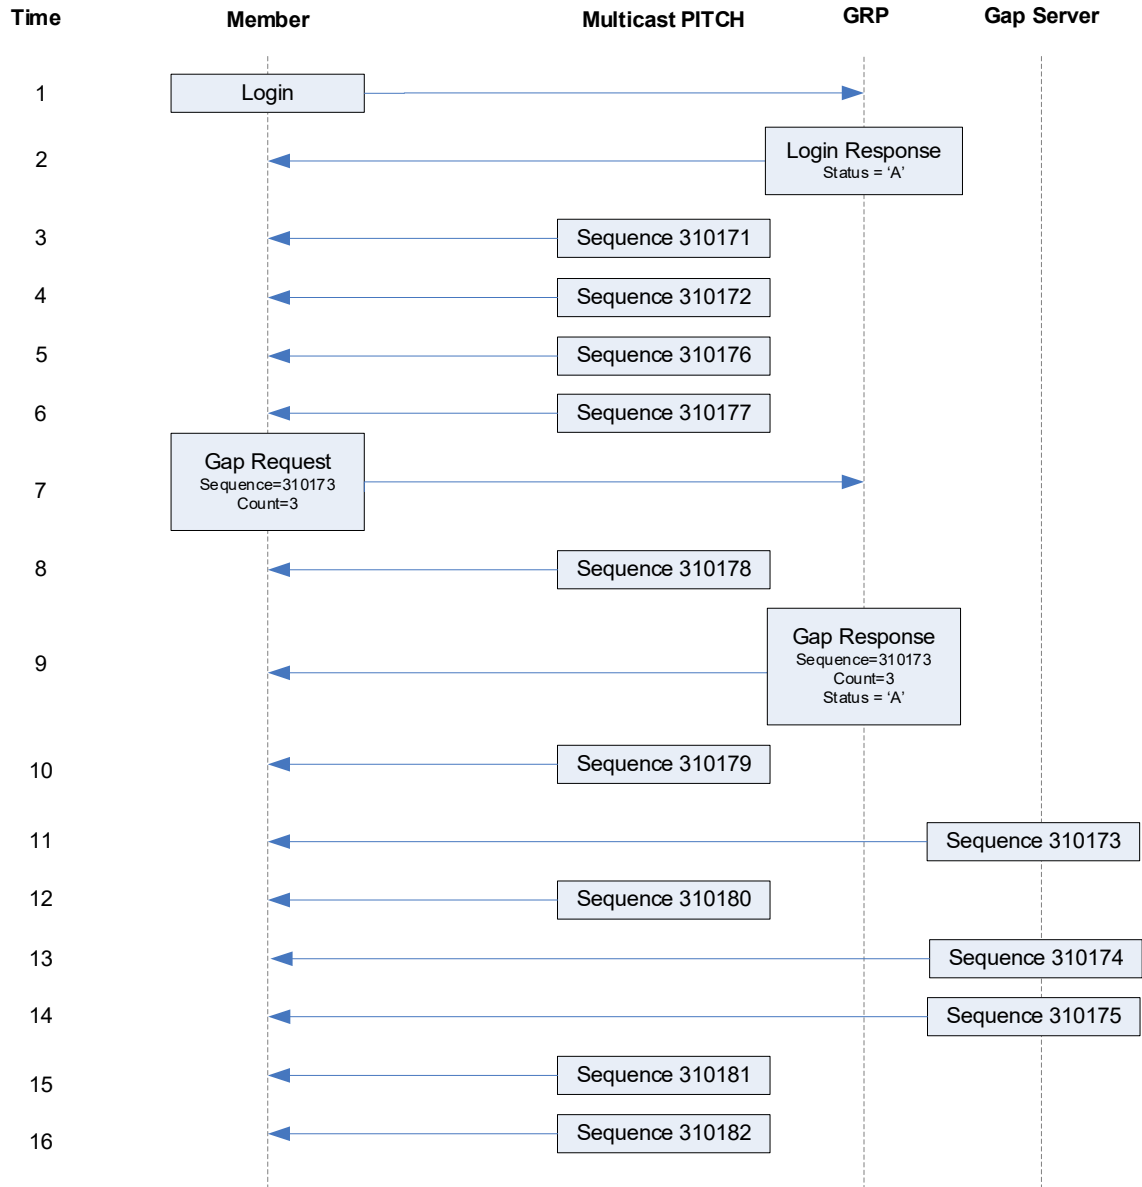 Time Member Multicast PITCH GRP Gap Server
1 Login
2 Login Response
Status = ‘A’
3 Sequence 310171
4 Sequence 310172
5 Sequence 310176
6 Sequence 310177
7 Gap Request
Sequence=310173
Count=3
8 Sequence 310178
9 Gap Response
Sequence=310173
Count=3
Status = ‘A’
10 Sequence 310179
11 Sequence 310173
12 Sequence 310180
13 Sequence 310174
14 Sequence 310175
15 Sequence 310181
16 Sequence 310182